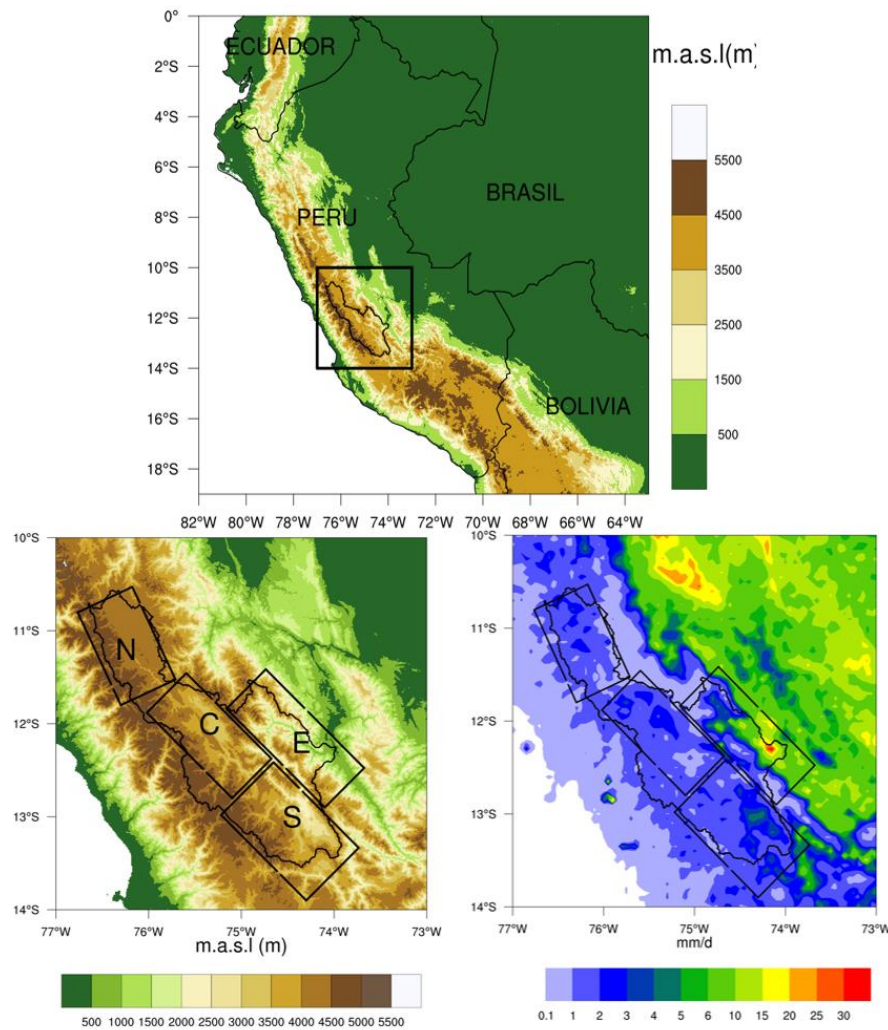 0°
2°S
4°S
6°S
8°S
10°S
12°S
14°S
16°S
18°S
ECUADOR
PERU
BRASIL
BOLIVIA
82°W 80°W 78°W 76°W 74°W 72°W 70°W 68°W 66°W 64°W
m.a.s.l(m)
5500
4500
3500
2500
1500
500
10°S
11°S
12°S
13°S
14°S
N
C
E
S
77°W 76°W 75°W 74°W 73°W
m.a.s.l (m)
500 1000 1500 2000 2500 3000 3500 4000 4500 5000 5500
10°S
11°S
12°S
13°S
14°S
77°W 76°W 75°W 74°W 73°W
mm/d
0.1 1 2 3 4 5 6 10 15 20 25 30